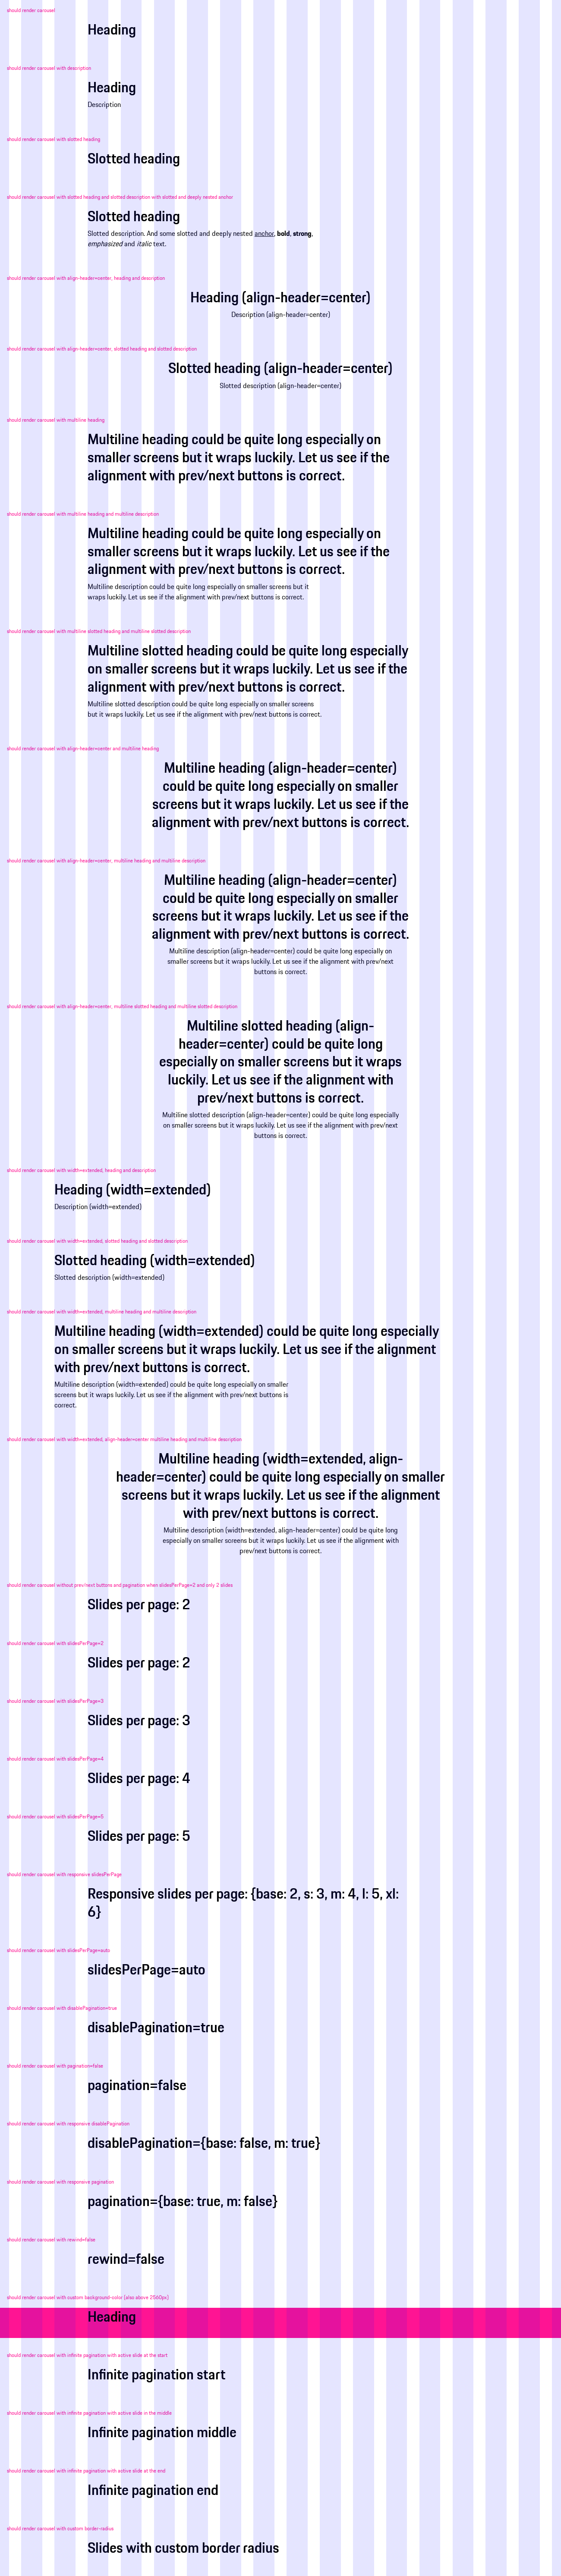 should render carousel
Heading
should render carousel with description
Heading
Description
should render carousel with slotted heading
Slotted heading
should render carousel with slotted heading and slotted description with slotted and deeply nested anchor
Slotted heading
Slotted description. And some slotted and deeply nested anchor, bold, strong,
emphasized and italic text.
should render carousel with align-header=center, heading and description
Heading (align-header=center)
Description (align-header=center)
should render carousel with align-header=center, slotted heading and slotted description
Slotted heading (align-header=center)
Slotted description (align-header=center)
should render carousel with multiline heading
Multiline heading could be quite long especially on
smaller screens but it wraps luckily. Let us see if the
alignment with prev/next buttons is correct.
should render carousel with multiline heading and multiline description
Multiline heading could be quite long especially on
smaller screens but it wraps luckily. Let us see if the
alignment with prev/next buttons is correct.
Multiline description could be quite long especially on smaller screens but it
wraps luckily. Let us see if the alignment with prev/next buttons is correct.
should render carousel with multiline slotted heading and multiline slotted description
Multiline slotted heading could be quite long especially
on smaller screens but it wraps luckily. Let us see if the
alignment with prev/next buttons is correct.
Multiline slotted description could be quite long especially on smaller screens
but it wraps luckily. Let us see if the alignment with prev/next buttons is correct.
should render carousel with align-header=center and multiline heading
Multiline heading (align-header=center)
could be quite long especially on smaller
screens but it wraps luckily. Let us see if the
alignment with prev/next buttons is correct.
should render carousel with align-header=center, multiline heading and multiline description
Multiline heading (align-header=center)
could be quite long especially on smaller
screens but it wraps luckily. Let us see if the
alignment with prev/next buttons is correct.
Multiline description (align-header=center) could be quite long especially on
smaller screens but it wraps luckily. Let us see if the alignment with prev/next
buttons is correct.
should render carousel with align-header=center, multiline slotted heading and multiline slotted description
Multiline slotted heading (align-
header=center) could be quite long
especially on smaller screens but it wraps
luckily. Let us see if the alignment with
prev/next buttons is correct.
Multiline slotted description (align-header=center) could be quite long especially
on smaller screens but it wraps luckily. Let us see if the alignment with prev/next
buttons is correct.
should render carousel with width=extended, heading and description
Heading (width=extended)
Description (width=extended)
should render carousel with width=extended, slotted heading and slotted description
Slotted heading (width=extended)
Slotted description (width=extended)
should render carousel with width=extended, multiline heading and multiline description
Multiline heading (width=extended) could be quite long especially
on smaller screens but it wraps luckily. Let us see if the alignment
with prev/next buttons is correct.
Multiline description (width=extended) could be quite long especially on smaller
screens but it wraps luckily. Let us see if the alignment with prev/next buttons is
correct.
should render carousel with width=extended, align-header=center multiline heading and multiline description
Multiline heading (width=extended, align-
header=center) could be quite long especially on smaller
screens but it wraps luckily. Let us see if the alignment
with prev/next buttons is correct.
Multiline description (width=extended, align-header=center) could be quite long
especially on smaller screens but it wraps luckily. Let us see if the alignment with
prev/next buttons is correct.
should render carousel without prev/next buttons and pagination when slidesPerPage=2 and only 2 slides
Slides per page: 2
should render carousel with slidesPerPage=2
Slides per page: 2
should render carousel with slidesPerPage=3
Slides per page: 3
should render carousel with slidesPerPage=4
Slides per page: 4
should render carousel with slidesPerPage=5
Slides per page: 5
should render carousel with responsive slidesPerPage
Responsive slides per page: {base: 2, s: 3, m: 4, l: 5, xl:
6}
should render carousel with slidesPerPage=auto
slidesPerPage=auto
should render carousel with disablePagination=true
disablePagination=true
should render carousel with pagination=false
pagination=false
should render carousel with responsive disablePagination
disablePagination={base: false, m: true}
should render carousel with responsive pagination
pagination={base: true, m: false}
should render carousel with rewind=false
rewind=false
should render carousel with custom background-color (also above 2560px)
Heading
should render carousel with infinite pagination with active slide at the start
Infinite pagination start
should render carousel with infinite pagination with active slide in the middle
Infinite pagination middle
should render carousel with infinite pagination with active slide at the end
Infinite pagination end
should render carousel with custom border-radius
Slides with custom border radius